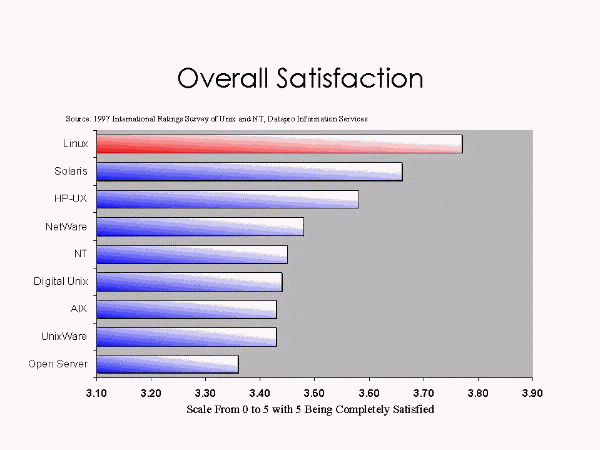 Overall Satisfaction
Source: 1997 International Ratings Survey of Unix and NT, Datapro Information Services
Linux
Solaris
HP-UX
NetWare
NT
Digital Unix
AIX
UnixWare
Open Server
3.10 3.20 3.30 3.40 3.50 3.60 3.70 3.80 3.90
Scale From 0 to 5 with 5 Being Completely Satisfied